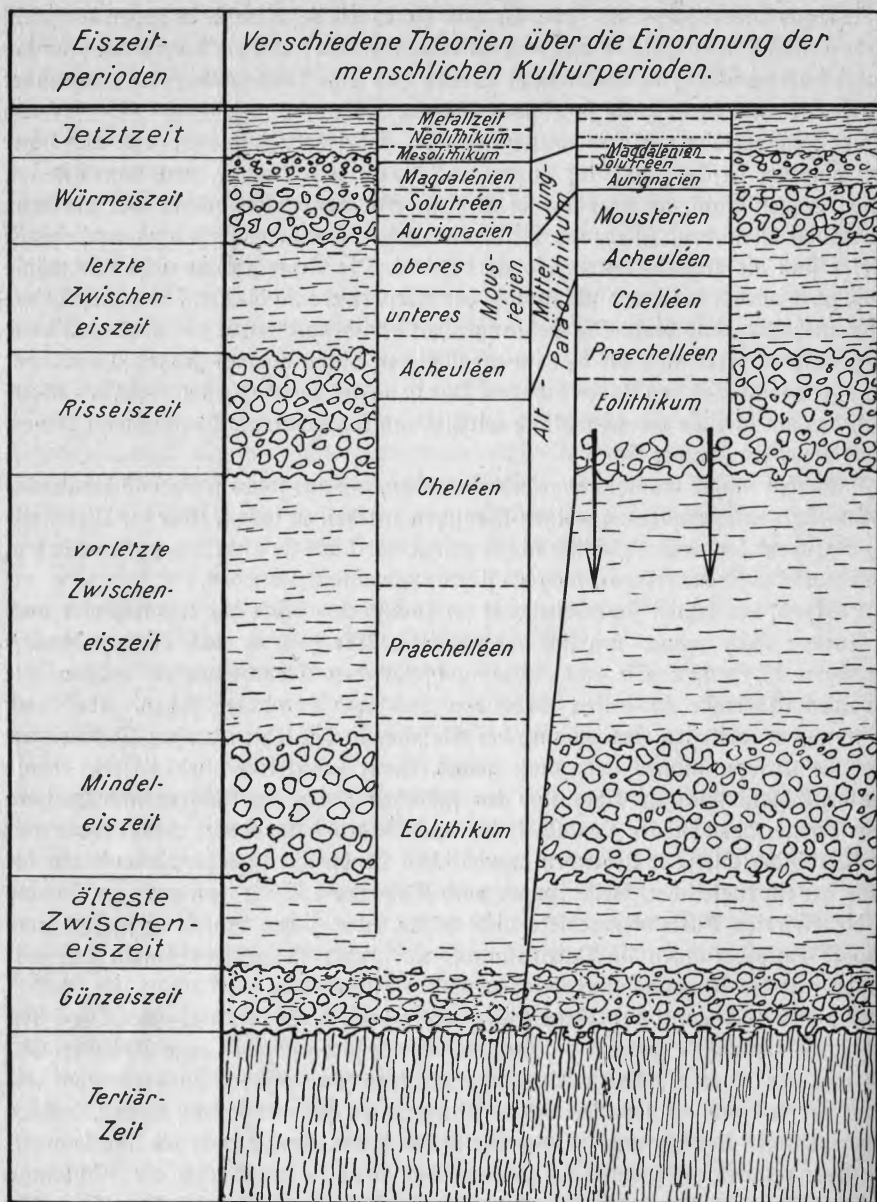 Eiszeit-
perioden
Verschiedene Theorien über die Einordnung der
menschlichen Kulturperioden.
Jetztzeit
Würmeiszeit
letzte
Zwischen-
eiszeit
Risseiszeit
vorletzte
Zwischen-
eiszeit
Mindel-
eiszeit
älteste
Zwischen-
eiszeit
Günzeiszeit
Tertiär-
Zeit
Metallzeit
Neolithikum
Mesolithikum
Magdalénien
Solutréen
Aurignacien
oberes
unteres
Mous-
terien
Acheuléen
Chelléen
Praechelléen
Eolithikum
Jung-
Mittel-
Alt-
Paläolithikum
Magdalénien
Solutréen
Aurignacien
Moustérien
Acheuléen
Chelléen
Praechelléen
Eolithikum